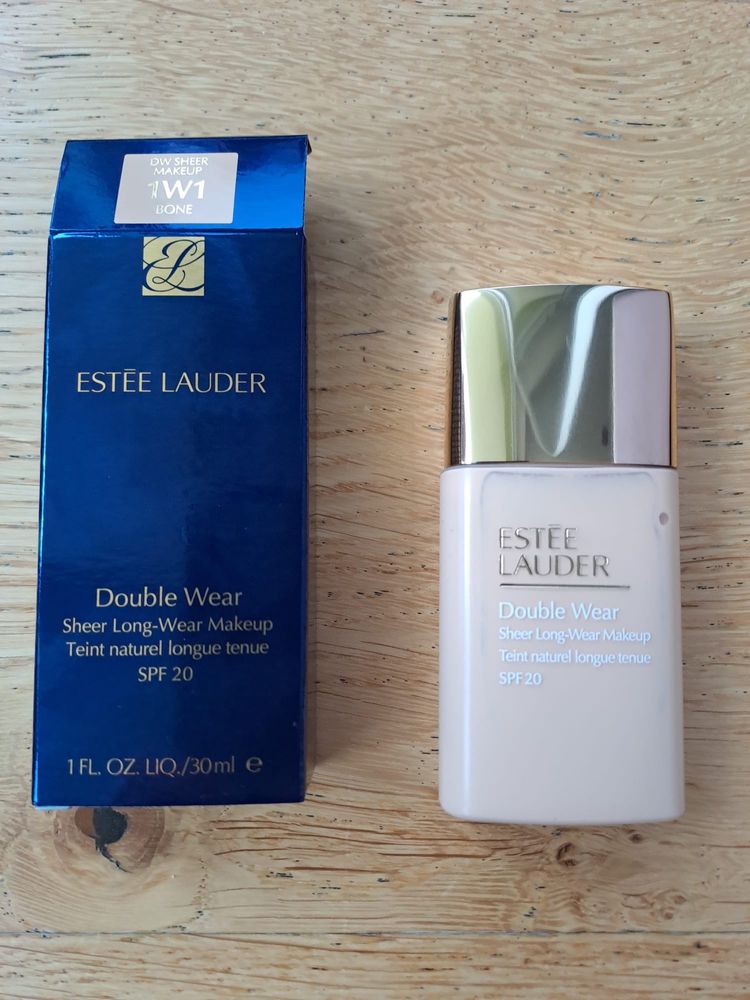 DW SHEER
MAKEUP
1W1
BONE
ESTĒE LAUDER
Double Wear
Sheer Long-Wear Makeup
Teint naturel longue tenue
SPF 20
1 FL. OZ. LIQ./30ml ℮
ESTĒE
LAUDER
Double Wear
Sheer Long-Wear Makeup
Teint naturel longue tenue
SPF 20